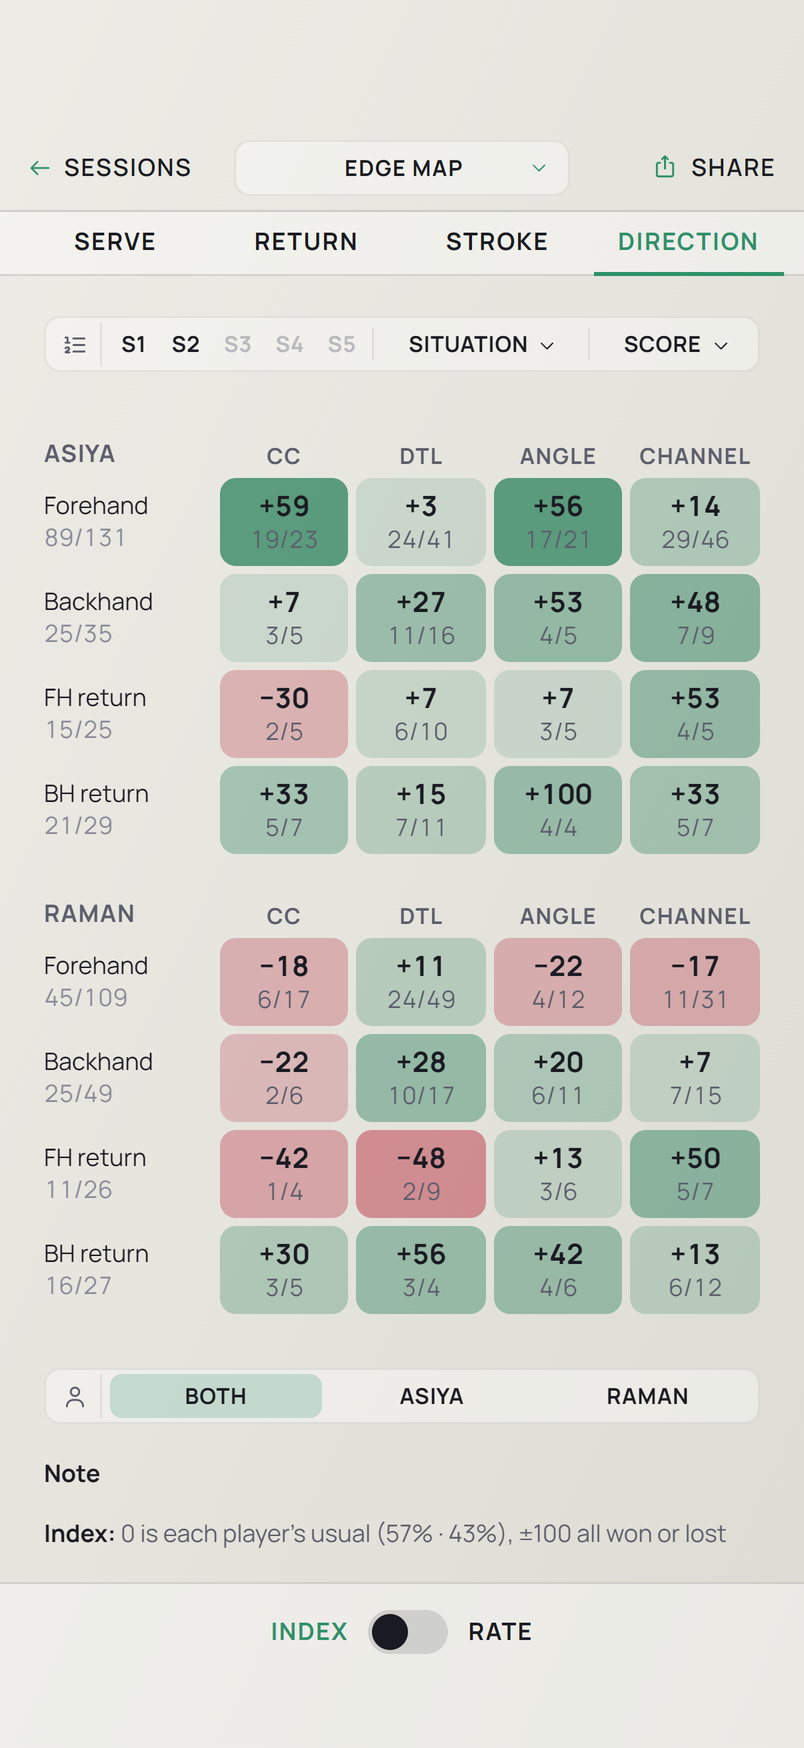 SESSIONS
EDGE MAP
SHARE
SERVE RETURN STROKE DIRECTION
S1 S2 S3 S4 S5 SITUATION SCORE
ASIYA CC DTL ANGLE CHANNEL
Forehand +59 +3 +56 +14
89/131 19/23 24/41 17/21 29/46
Backhand +7 +27 +53 +48
25/35 3/5 11/16 4/5 7/9
FH return −30 +7 +7 +53
15/25 2/5 6/10 3/5 4/5
BH return +33 +15 +100 +33
21/29 5/7 7/11 4/4 5/7
RAMAN CC DTL ANGLE CHANNEL
Forehand −18 +11 −22 −17
45/109 6/17 24/49 4/12 11/31
Backhand −22 +28 +20 +7
25/49 2/6 10/17 6/11 7/15
FH return −42 −48 +13 +50
11/26 1/4 2/9 3/6 5/7
BH return +30 +56 +42 +13
16/27 3/5 3/4 4/6 6/12
BOTH ASIYA RAMAN
Note
Index: 0 is each player's usual (57% · 43%), ±100 all won or lost
INDEX RATE